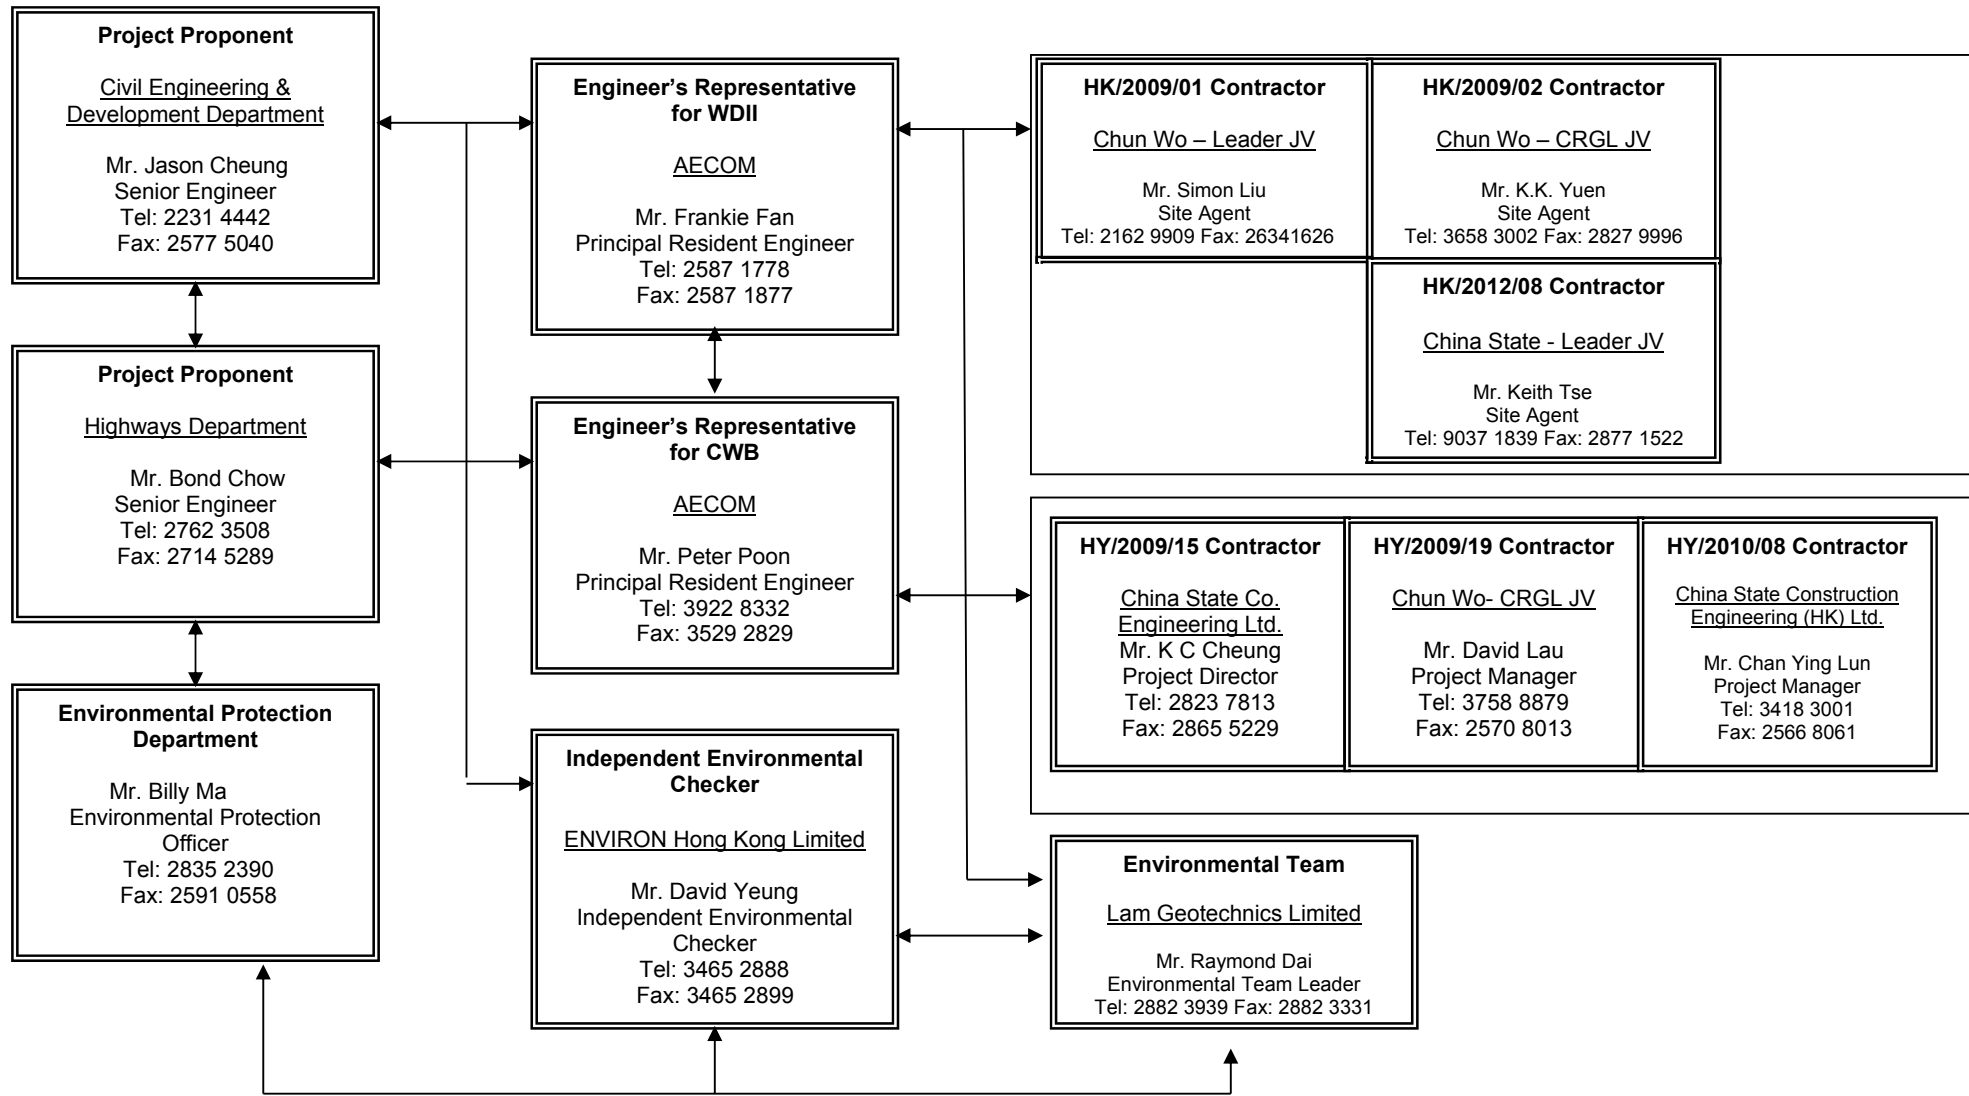 Project Proponent
Civil Engineering &
Development Department
Mr. Jason Cheung
Senior Engineer
Tel: 2231 4442
Fax: 2577 5040
Project Proponent
Highways Department
Mr. Bond Chow
Senior Engineer
Tel: 2762 3508
Fax: 2714 5289
Environmental Protection
Department
Mr. Billy Ma
Environmental Protection
Officer
Tel: 2835 2390
Fax: 2591 0558
Engineer’s Representative
for WDII
AECOM
Mr. Frankie Fan
Principal Resident Engineer
Tel: 2587 1778
Fax: 2587 1877
Engineer’s Representative
for CWB
AECOM
Mr. Peter Poon
Principal Resident Engineer
Tel: 3922 8332
Fax: 3529 2829
Independent Environmental
Checker
ENVIRON Hong Kong Limited
Mr. David Yeung
Independent Environmental
Checker
Tel: 3465 2888
Fax: 3465 2899
HK/2009/01 Contractor
Chun Wo – Leader JV
Mr. Simon Liu
Site Agent
Tel: 2162 9909 Fax: 26341626
HK/2009/02 Contractor
Chun Wo – CRGL JV
Mr. K.K. Yuen
Site Agent
Tel: 3658 3002 Fax: 2827 9996
HK/2012/08 Contractor
China State - Leader JV
Mr. Keith Tse
Site Agent
Tel: 9037 1839 Fax: 2877 1522
HY/2009/15 Contractor
China State Co.
Engineering Ltd.
Mr. K C Cheung
Project Director
Tel: 2823 7813
Fax: 2865 5229
HY/2009/19 Contractor
Chun Wo- CRGL JV
Mr. David Lau
Project Manager
Tel: 3758 8879
Fax: 2570 8013
HY/2010/08 Contractor
China State Construction
Engineering (HK) Ltd.
Mr. Chan Ying Lun
Project Manager
Tel: 3418 3001
Fax: 2566 8061
Environmental Team
Lam Geotechnics Limited
Mr. Raymond Dai
Environmental Team Leader
Tel: 2882 3939 Fax: 2882 3331